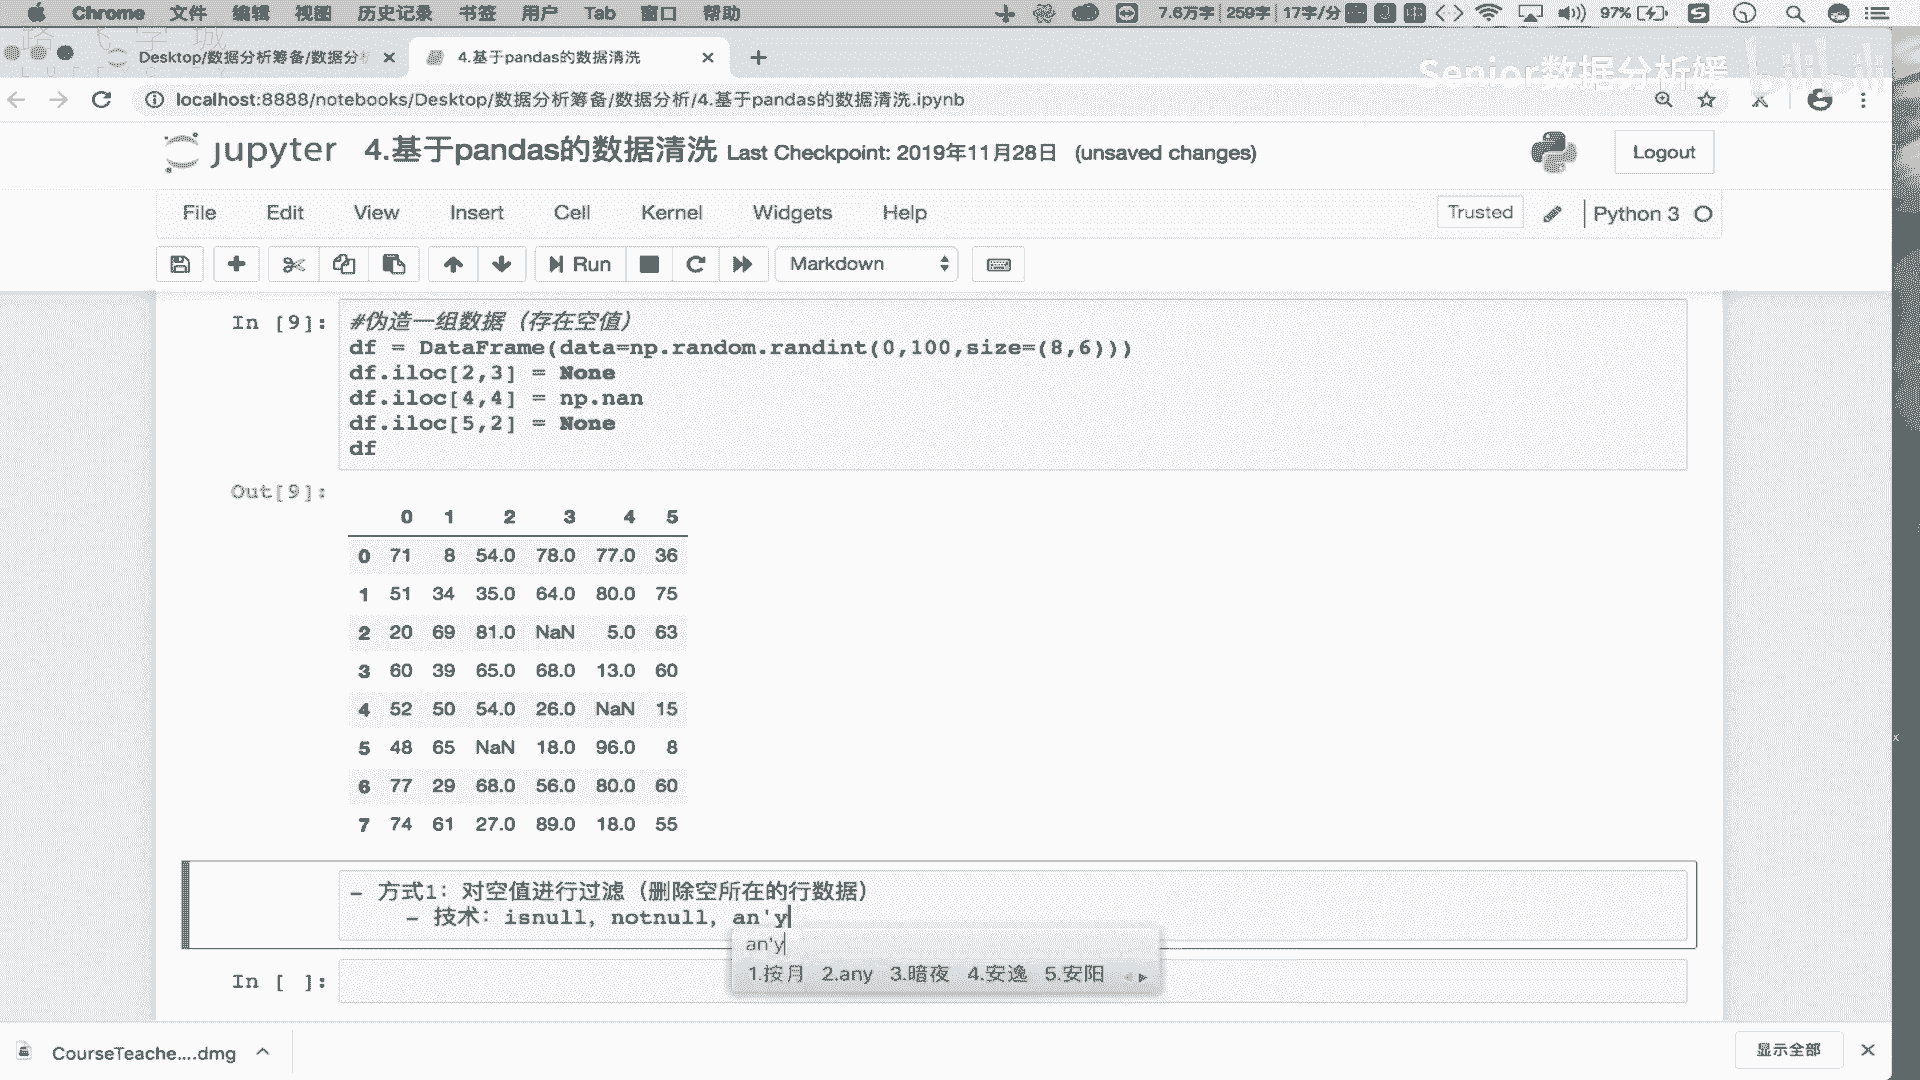 Chrome 文件 编辑 视图 历史记录 书签 用户 Tab 窗口 帮助 7.6万字 259字 17字/分 97%
Desktop/数据分析筹备/数据分析 4.基于pandas的数据清洗
Senior数据分析媛 bilibili
localhost:8888/notebooks/Desktop/数据分析筹备/数据分析/4.基于pandas的数据清洗.ipynb
jupyter 4.基于pandas的数据清洗 Last Checkpoint: 2019年11月28日 (unsaved changes) Logout
File Edit View Insert Cell Kernel Widgets Help Trusted Python 3
Run Markdown
In [9]: #伪造一组数据（存在空值）
df = DataFrame(data=np.random.randint(0,100,size=(8,6)))
df.iloc[2,3] = None
df.iloc[4,4] = np.nan
df.iloc[5,2] = None
df
Out[9]:
0 1 2 3 4 5
0 71 8 54.0 78.0 77.0 36
1 51 34 35.0 64.0 80.0 75
2 20 69 81.0 NaN 5.0 63
3 60 39 65.0 68.0 13.0 60
4 52 50 54.0 26.0 NaN 15
5 48 65 NaN 18.0 96.0 8
6 77 29 68.0 56.0 80.0 60
7 74 61 27.0 89.0 18.0 55
- 方式1：对空值进行过滤（删除空所在的行数据）
- 技术：isnull，notnull，an'y
an'y
1.按月 2.any 3.暗夜 4.安逸 5.安阳
In [ ]:
CourseTeache....dmg 显示全部